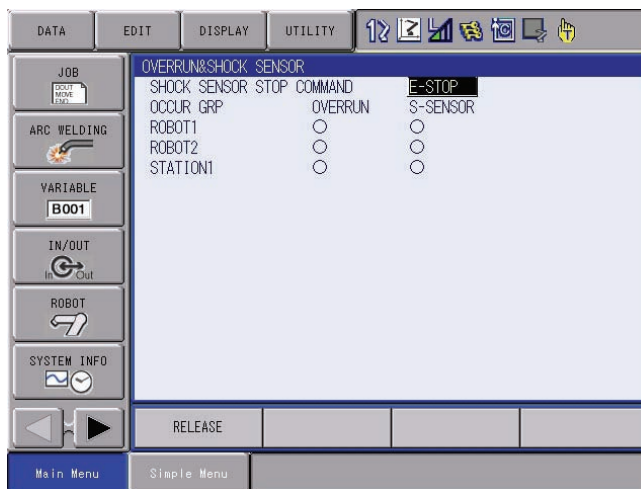 DATA EDIT DISPLAY UTILITY
JOB
DOUT
MOVE
END
ARC WELDING
VARIABLE
B001
IN/OUT
In Out
ROBOT
SYSTEM INFO
OVERRUN&SHOCK SENSOR
SHOCK SENSOR STOP COMMAND E-STOP
OCCUR GRP OVERRUN S-SENSOR
ROBOT1
ROBOT2
STATION1
RELEASE
Main Menu Simple Menu